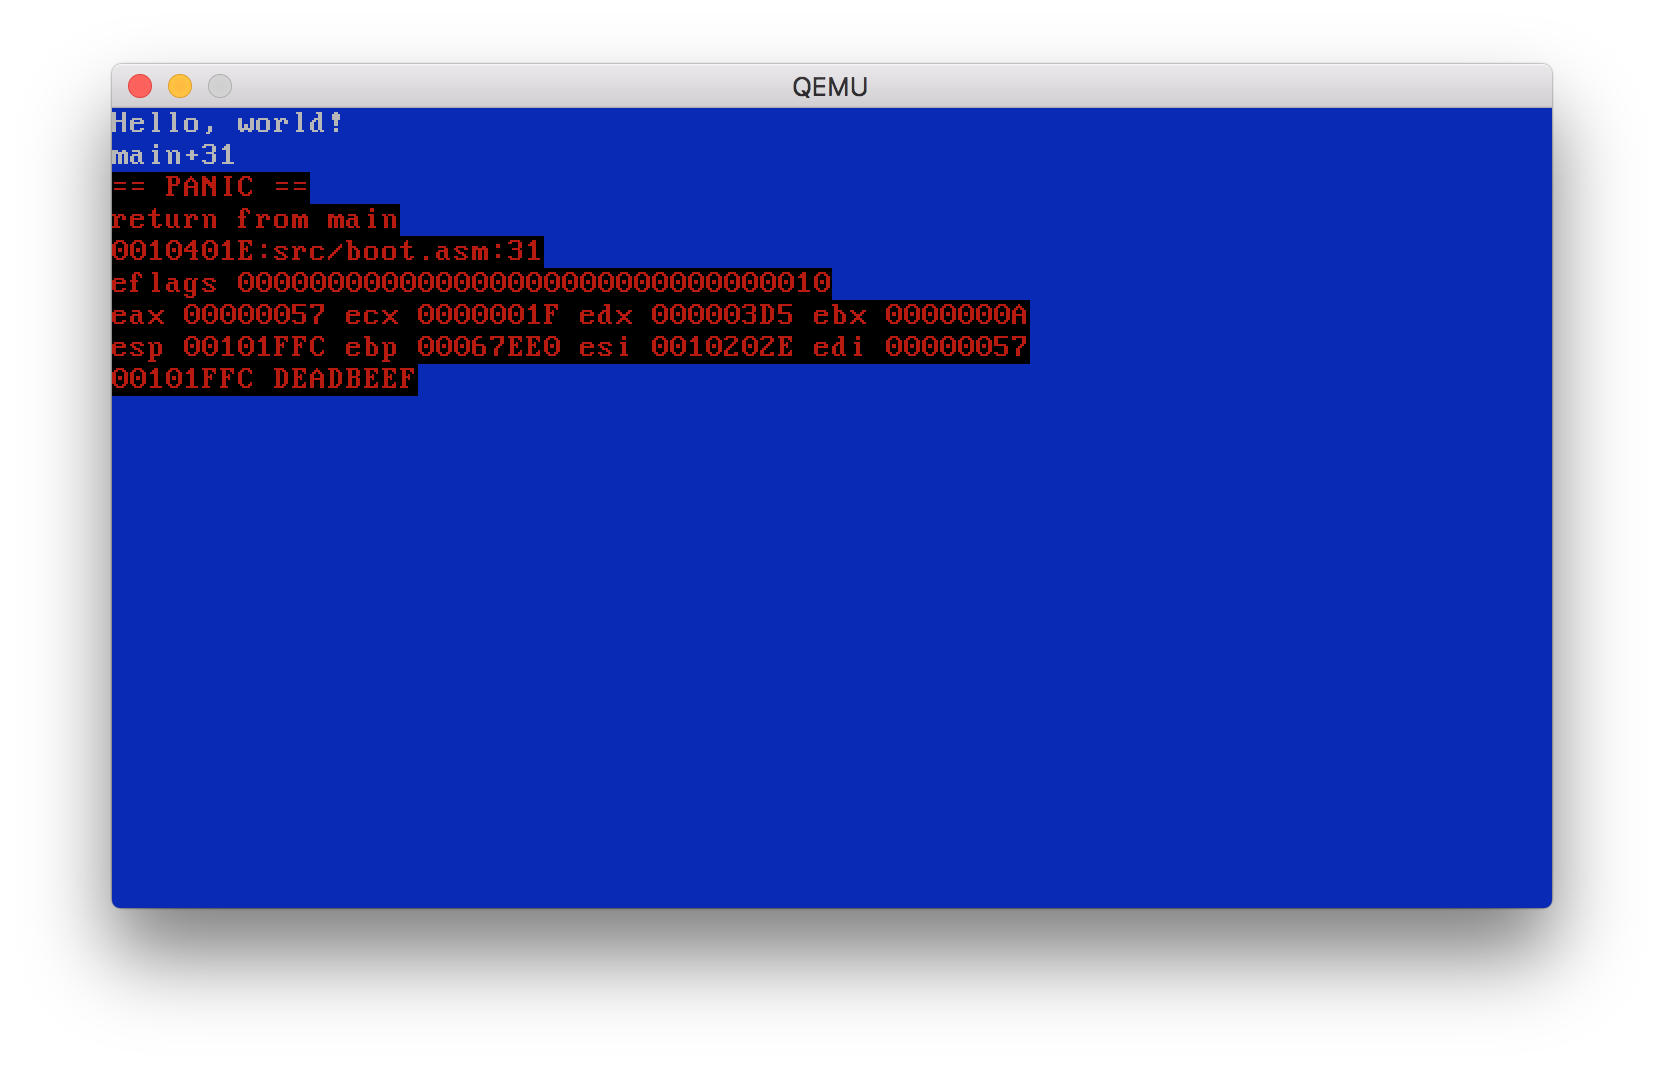 QEMU
Hello, world!
main+31
== PANIC ==
return from main
0010401E:src/boot.asm:31
eflags 000000000000000000000000000000010
eax 00000057 ecx 0000001F edx 000003D5 ebx 0000000A
esp 00101FFC ebp 00067EE0 esi 0010202E edi 00000057
00101FFC DEADBEEF